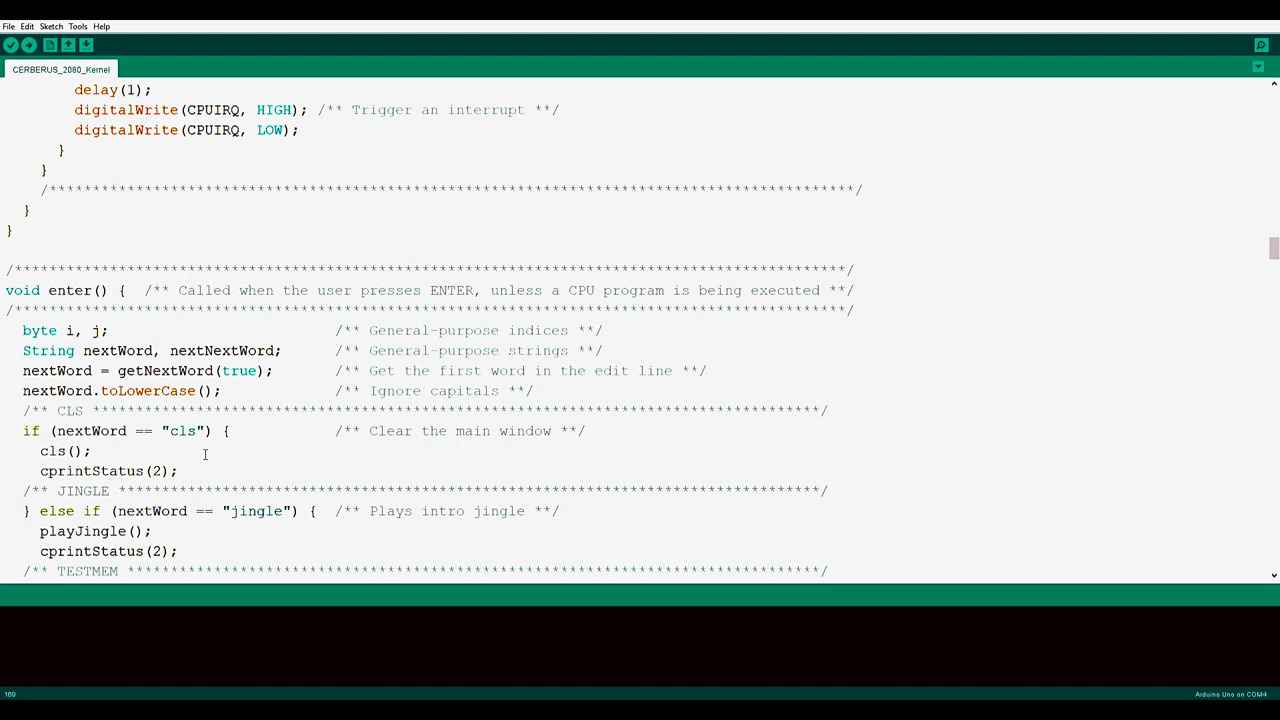 File Edit Sketch Tools Help
CERBERUS_2080_Kernel
delay(1);
digitalWrite(CPUIRQ, HIGH); /** Trigger an interrupt **/
digitalWrite(CPUIRQ, LOW);
}
}
/*****************************************************************************************/
}
}
/*************************************************************************************************/
void enter() {  /** Called when the user presses ENTER, unless a CPU program is being executed **/
/*************************************************************************************************/
byte i, j;                          /** General-purpose indices **/
String nextWord, nextNextWord;      /** General-purpose strings **/
nextWord = getNextWord(true);       /** Get the first word in the edit line **/
nextWord.toLowerCase();             /** Ignore capitals **/
/** CLS *************************************************************************************/
if (nextWord == "cls") {            /** Clear the main window **/
cls();
cprintStatus(2);
/** JINGLE **********************************************************************************/
} else if (nextWord == "jingle") {  /** Plays intro jingle **/
playJingle();
cprintStatus(2);
/** TESTMEM *********************************************************************************/
169
Arduino Uno on COM4